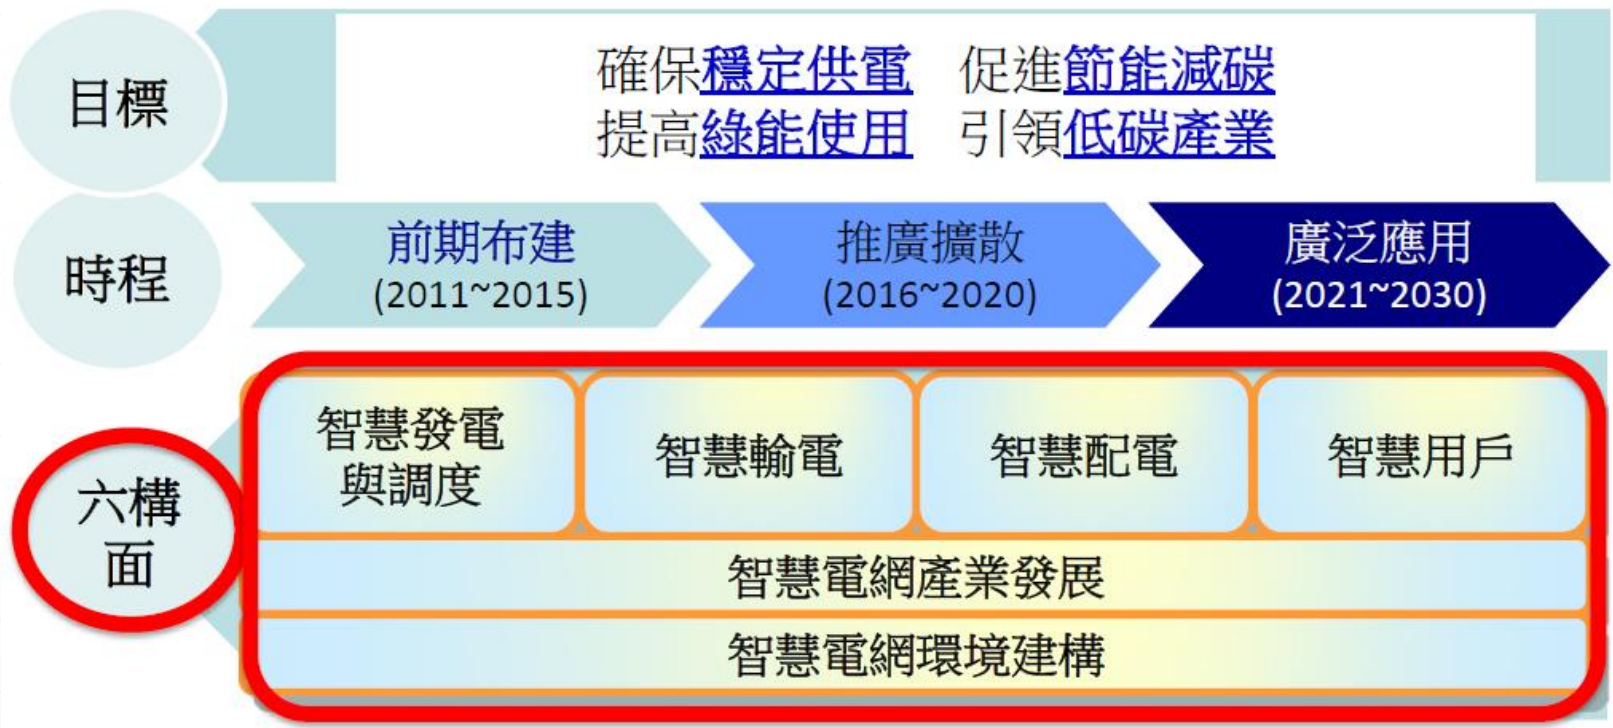 目標
確保穩定供電 促進節能減碳
提高綠能使用 引領低碳產業
時程
前期布建
(2011~2015)
推廣擴散
(2016~2020)
廣泛應用
(2021~2030)
六構
面
智慧發電
與調度
智慧輸電
智慧配電
智慧用戶
智慧電網產業發展
智慧電網環境建構